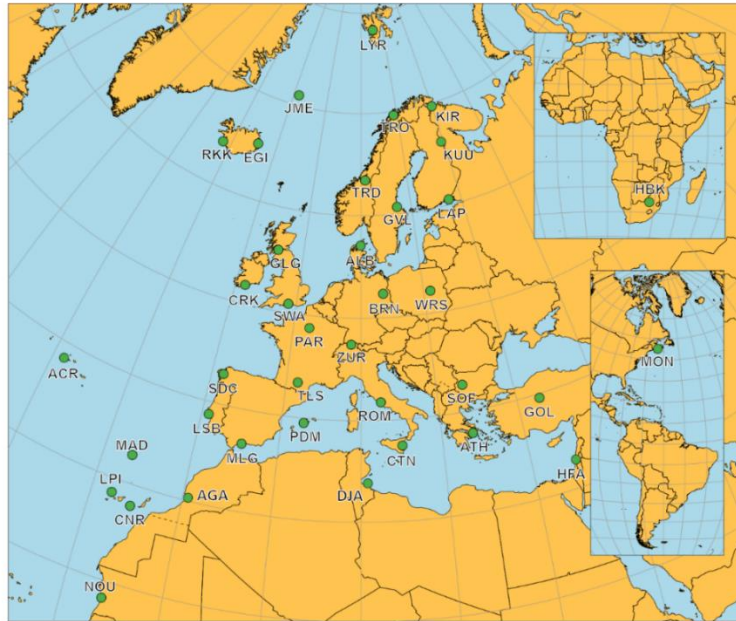 LYR
JME
TRO
KIR
RKK
EGI
KUU
HBK
TRD
GVL
LAP
GLG
ALB
CRK
SWA
BRN
WRS
PAR
ZUR
MON
ACR
SDC
TLS
SOF
ROM
GOL
LSB
PDM
ATH
MAD
MLG
CTN
HFA
LPI
AGA
DJA
CNR
NOU